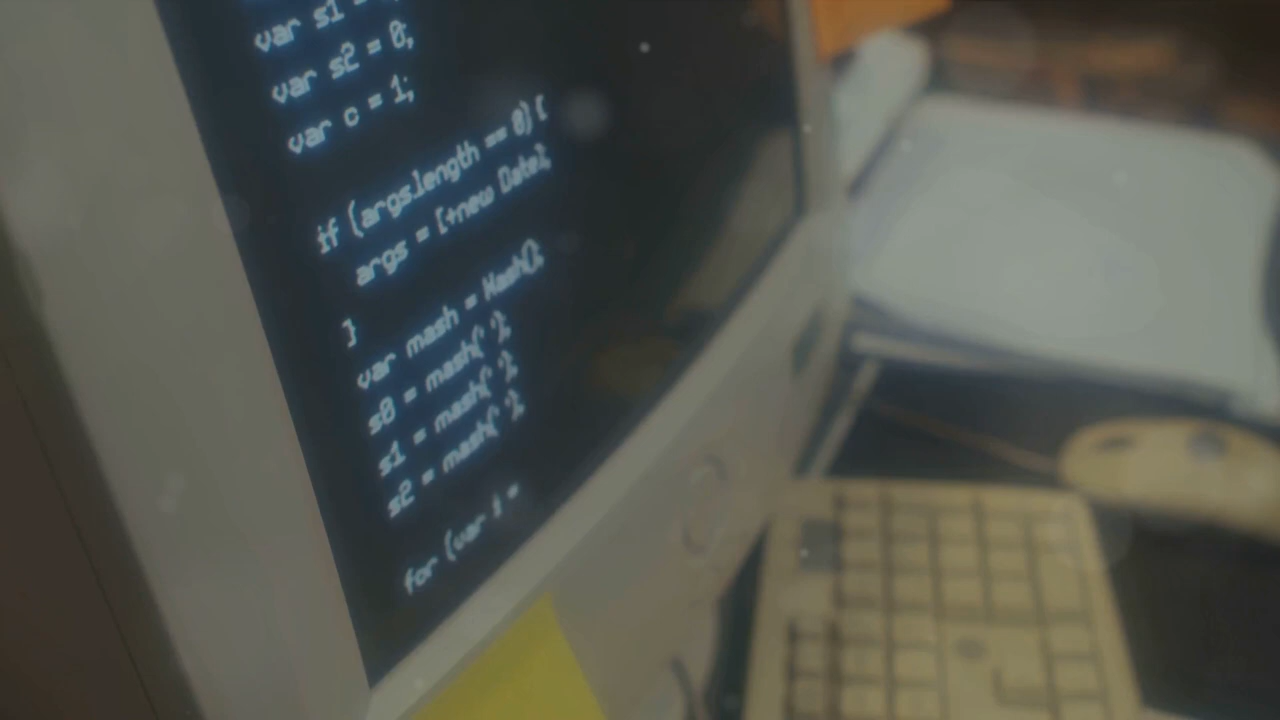 var s1 =
var s2 = 0;
var c = 1;
if (args.length == 0) {
args = [+new Date];
}
var mash = Mash();
s0 = mash(' ');
s1 = mash(' ');
s2 = mash(' ');
for (var i =